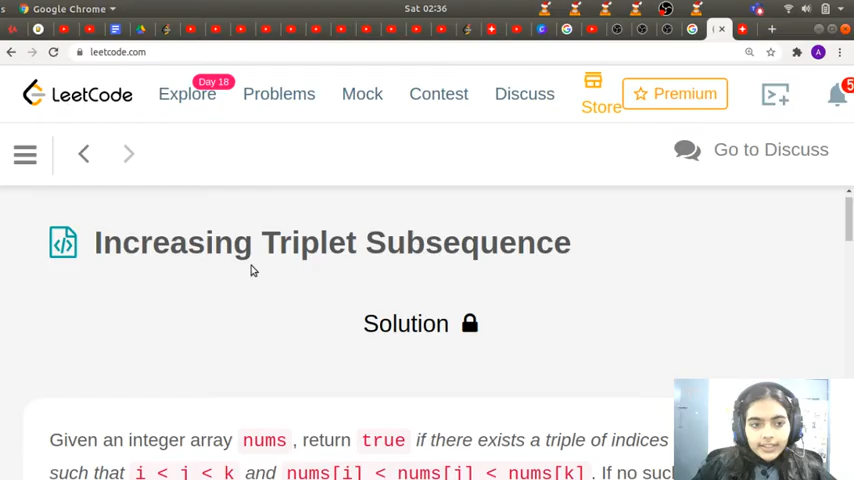 Google Chrome
Sat 02:36
leetcode.com
A
LeetCode
Explore
Day 18
Problems
Mock
Contest
Discuss
Store
Premium
5
Go to Discuss
Increasing Triplet Subsequence
Solution
Given an integer array nums, return true if there exists a triple of indices
such that i < j < k and nums[i] < nums[j] < nums[k]. If no suc